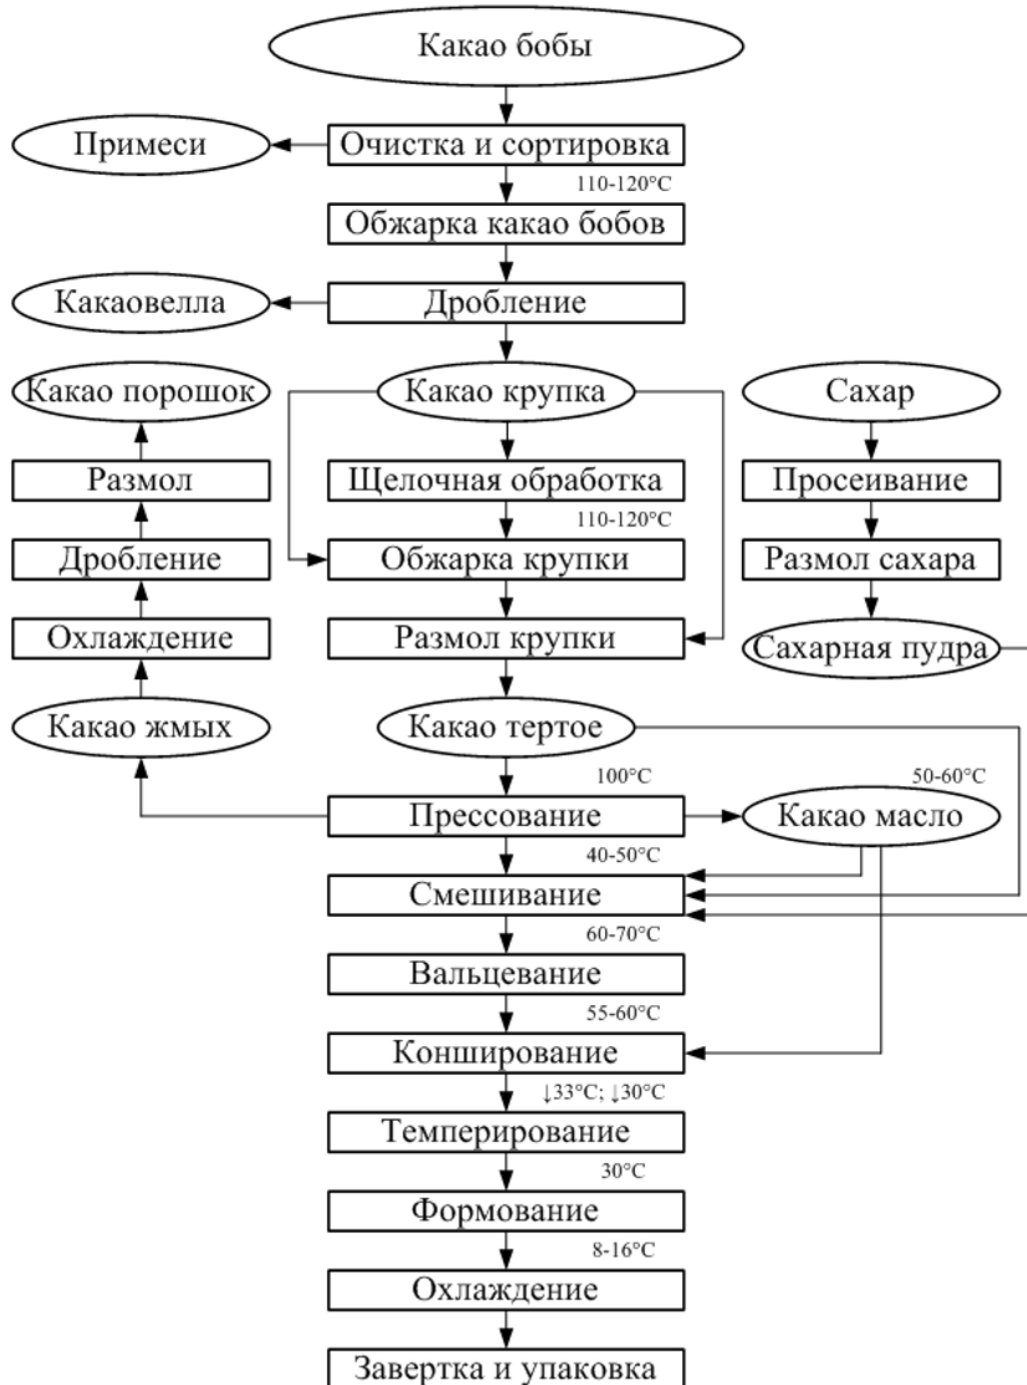 Какао бобы
Примеси
Очистка и сортировка
110-120°C
Обжарка какао бобов
Какаовелла
Дробление
Какао порошок
Какао крупка
Сахар
Размол
Щелочная обработка
Просеивание
110-120°C
Дробление
Обжарка крупки
Размол сахара
Охлаждение
Размол крупки
Сахарная пудра
Какао жмых
Какао тертое
100°C
50-60°C
Прессование
Какао масло
40-50°C
Смешивание
60-70°C
Вальцевание
55-60°C
Конширование
↓33°C; ↓30°C
Темперирование
30°C
Формование
8-16°C
Охлаждение
Завертка и упаковка